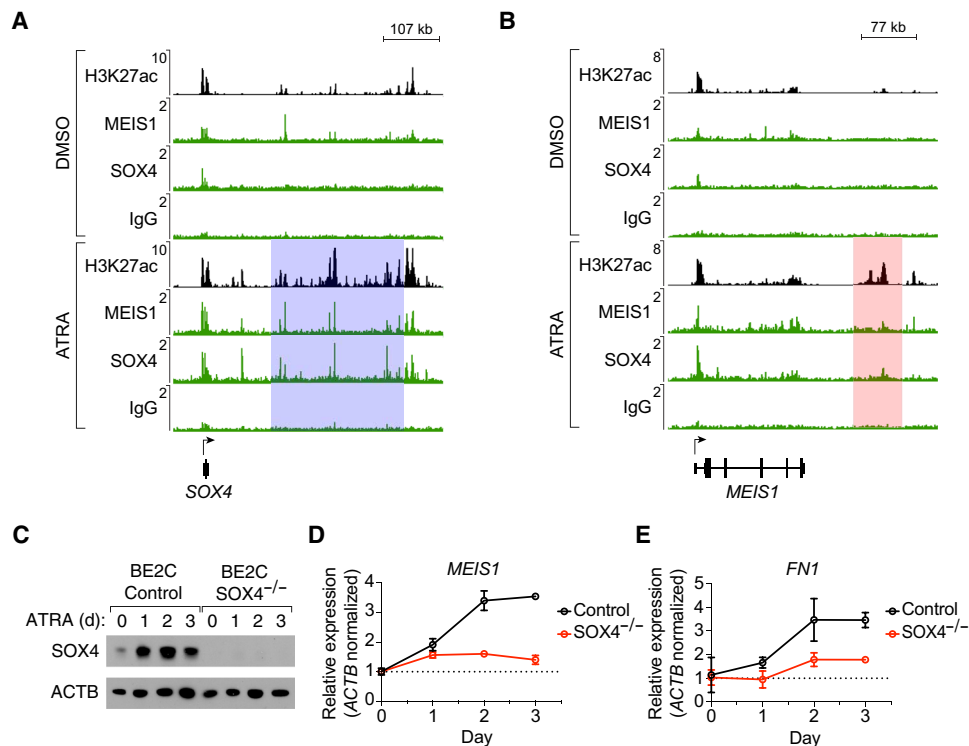 A
107 kb
DMSO
10
H3K27ac
2
MEIS1
2
SOX4
2
IgG
ATRA
10
H3K27ac
2
MEIS1
2
SOX4
2
IgG
SOX4
B
77 kb
DMSO
8
H3K27ac
2
MEIS1
2
SOX4
2
IgG
ATRA
8
H3K27ac
2
MEIS1
2
SOX4
2
IgG
MEIS1
C
BE2C Control
BE2C SOX4−/−
ATRA (d): 0 1 2 3 0 1 2 3
SOX4
ACTB
D
MEIS1
Relative expression
(ACTB normalized)
4
3
2
1
0
0 1 2 3
Day
Control
SOX4−/−
E
FN1
Relative expression
(ACTB normalized)
5
4
3
2
1
0
0 1 2 3
Day
Control
SOX4−/−